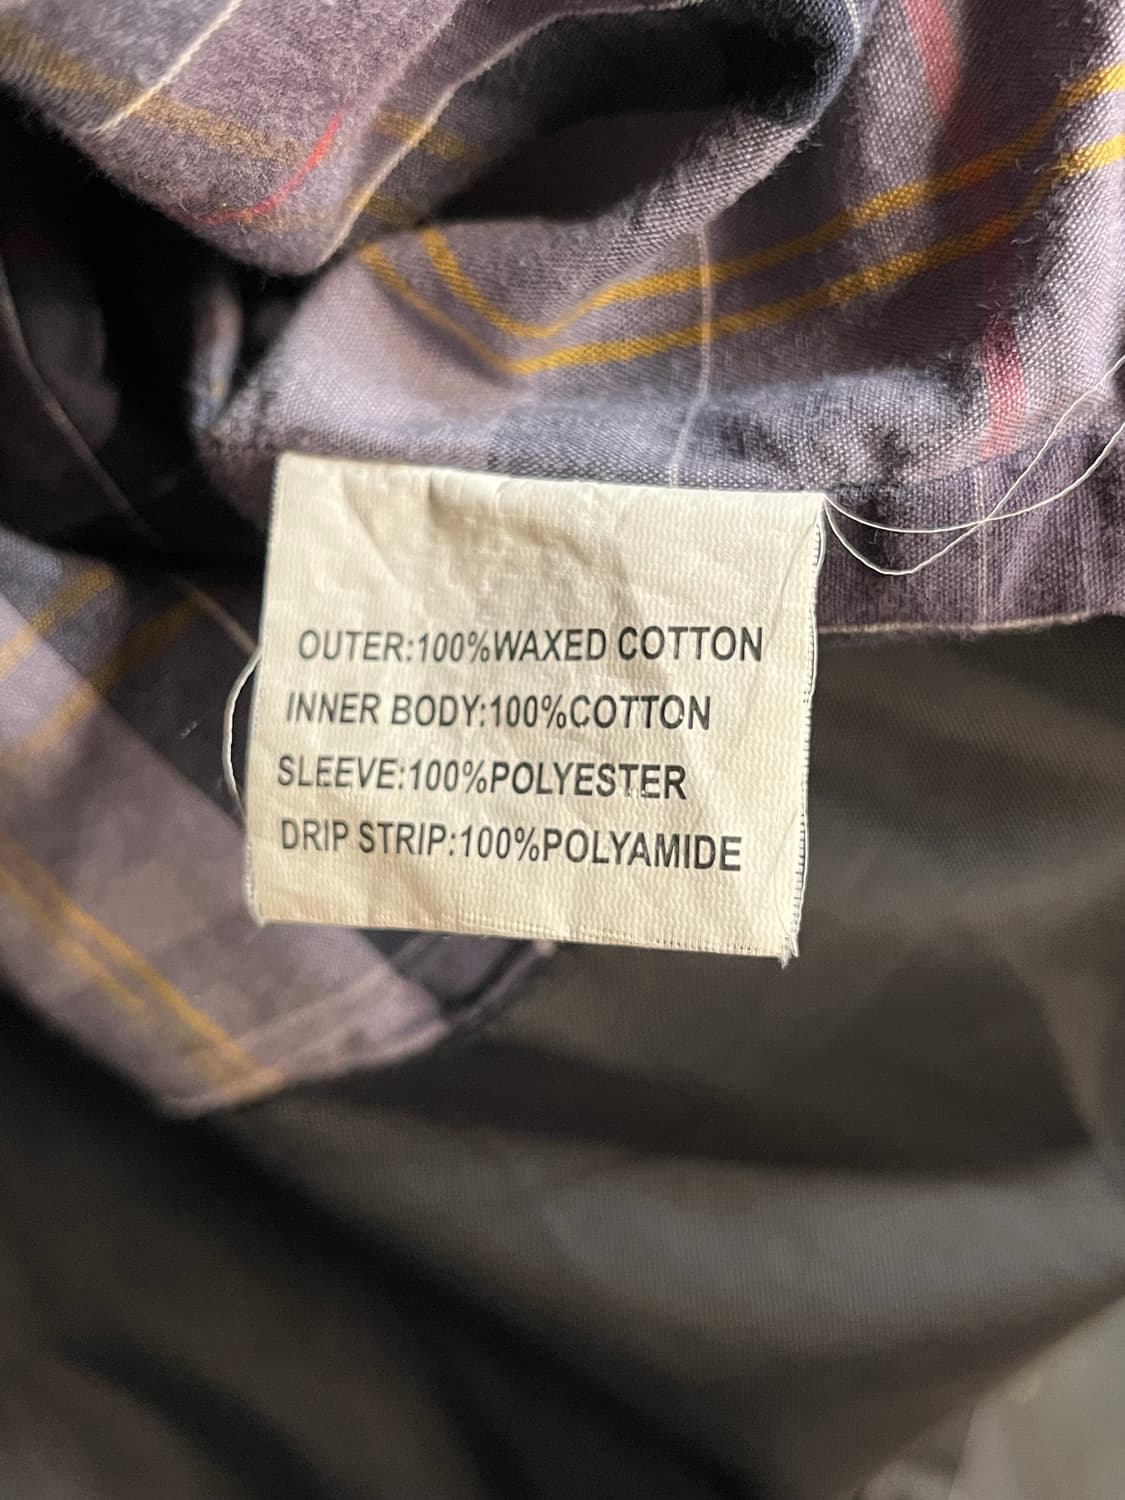 OUTER:100%WAXED COTTON
INNER BODY:100%COTTON
SLEEVE:100%POLYESTER
DRIP STRIP:100%POLYAMIDE